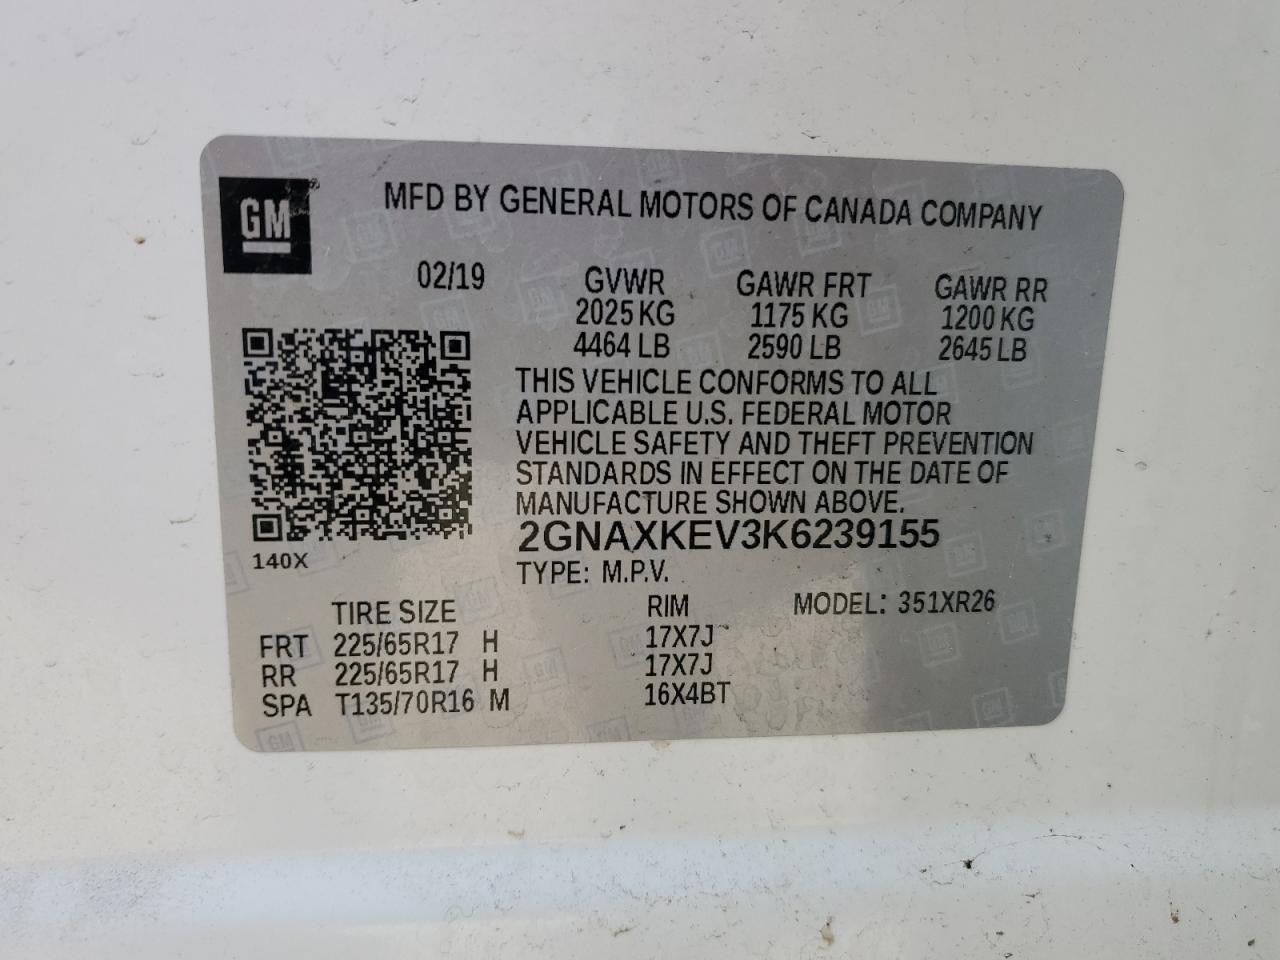 GM
MFD BY GENERAL MOTORS OF CANADA COMPANY
02/19 GVWR GAWR FRT GAWR RR
2025 KG 1175 KG 1200 KG
4464 LB 2590 LB 2645 LB
THIS VEHICLE CONFORMS TO ALL
APPLICABLE U.S. FEDERAL MOTOR
VEHICLE SAFETY AND THEFT PREVENTION
STANDARDS IN EFFECT ON THE DATE OF
MANUFACTURE SHOWN ABOVE.
2GNAXKEV3K6239155
140X
TYPE: M.P.V.
TIRE SIZE RIM MODEL: 351XR26
FRT 225/65R17 H 17X7J
RR 225/65R17 H 17X7J
SPA T135/70R16 M 16X4BT